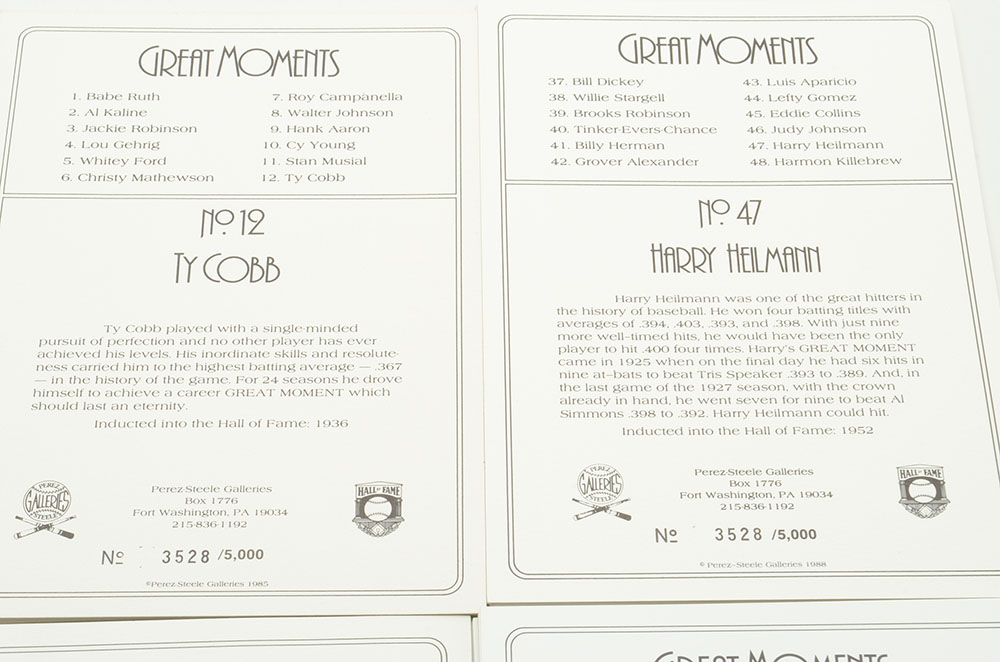 GREAT MOMENTS
1. Babe Ruth
2. Al Kaline
3. Jackie Robinson
4. Lou Gehrig
5. Whitey Ford
6. Christy Mathewson
7. Roy Campanella
8. Walter Johnson
9. Hank Aaron
10. Cy Young
11. Stan Musial
12. Ty Cobb
No. 12
TY COBB
Ty Cobb played with a single-minded
pursuit of perfection and no other player has ever
achieved his levels. His inordinate skills and resolute-
ness carried him to the highest batting average — .367
— in the history of the game. For 24 seasons he drove
himself to achieve a career GREAT MOMENT which
should last an eternity.
Inducted into the Hall of Fame: 1936
PEREZ
GALLERIES
STEELE
Perez-Steele Galleries
Box 1776
Fort Washington, PA 19034
215-836-1192
HALL OF FAME
No 3528 /5,000
©Perez-Steele Galleries 1985
GREAT MOMENTS
37. Bill Dickey
38. Willie Stargell
39. Brooks Robinson
40. Tinker-Evers-Chance
41. Billy Herman
42. Grover Alexander
43. Luis Aparicio
44. Lefty Gomez
45. Eddie Collins
46. Judy Johnson
47. Harry Heilmann
48. Harmon Killebrew
No. 47
HARRY HEILMANN
Harry Heilmann was one of the great hitters in
the history of baseball. He won four batting titles with
averages of .394, .403, .393, and .398. With just nine
more well-timed hits, he would have been the only
player to hit .400 four times. Harry's GREAT MOMENT
came in 1925 when on the final day he had six hits in
nine at-bats to beat Tris Speaker .393 to .389. And, in
the last game of the 1927 season, with the crown
already in hand, he went seven for nine to beat Al
Simmons .398 to .392. Harry Heilmann could hit.
Inducted into the Hall of Fame: 1952
PEREZ
GALLERIES
STEELE
Perez-Steele Galleries
Box 1776
Fort Washington, PA 19034
215-836-1192
HALL OF FAME
No 3528 /5,000
© Perez-Steele Galleries 1988
GREAT MOMENTS